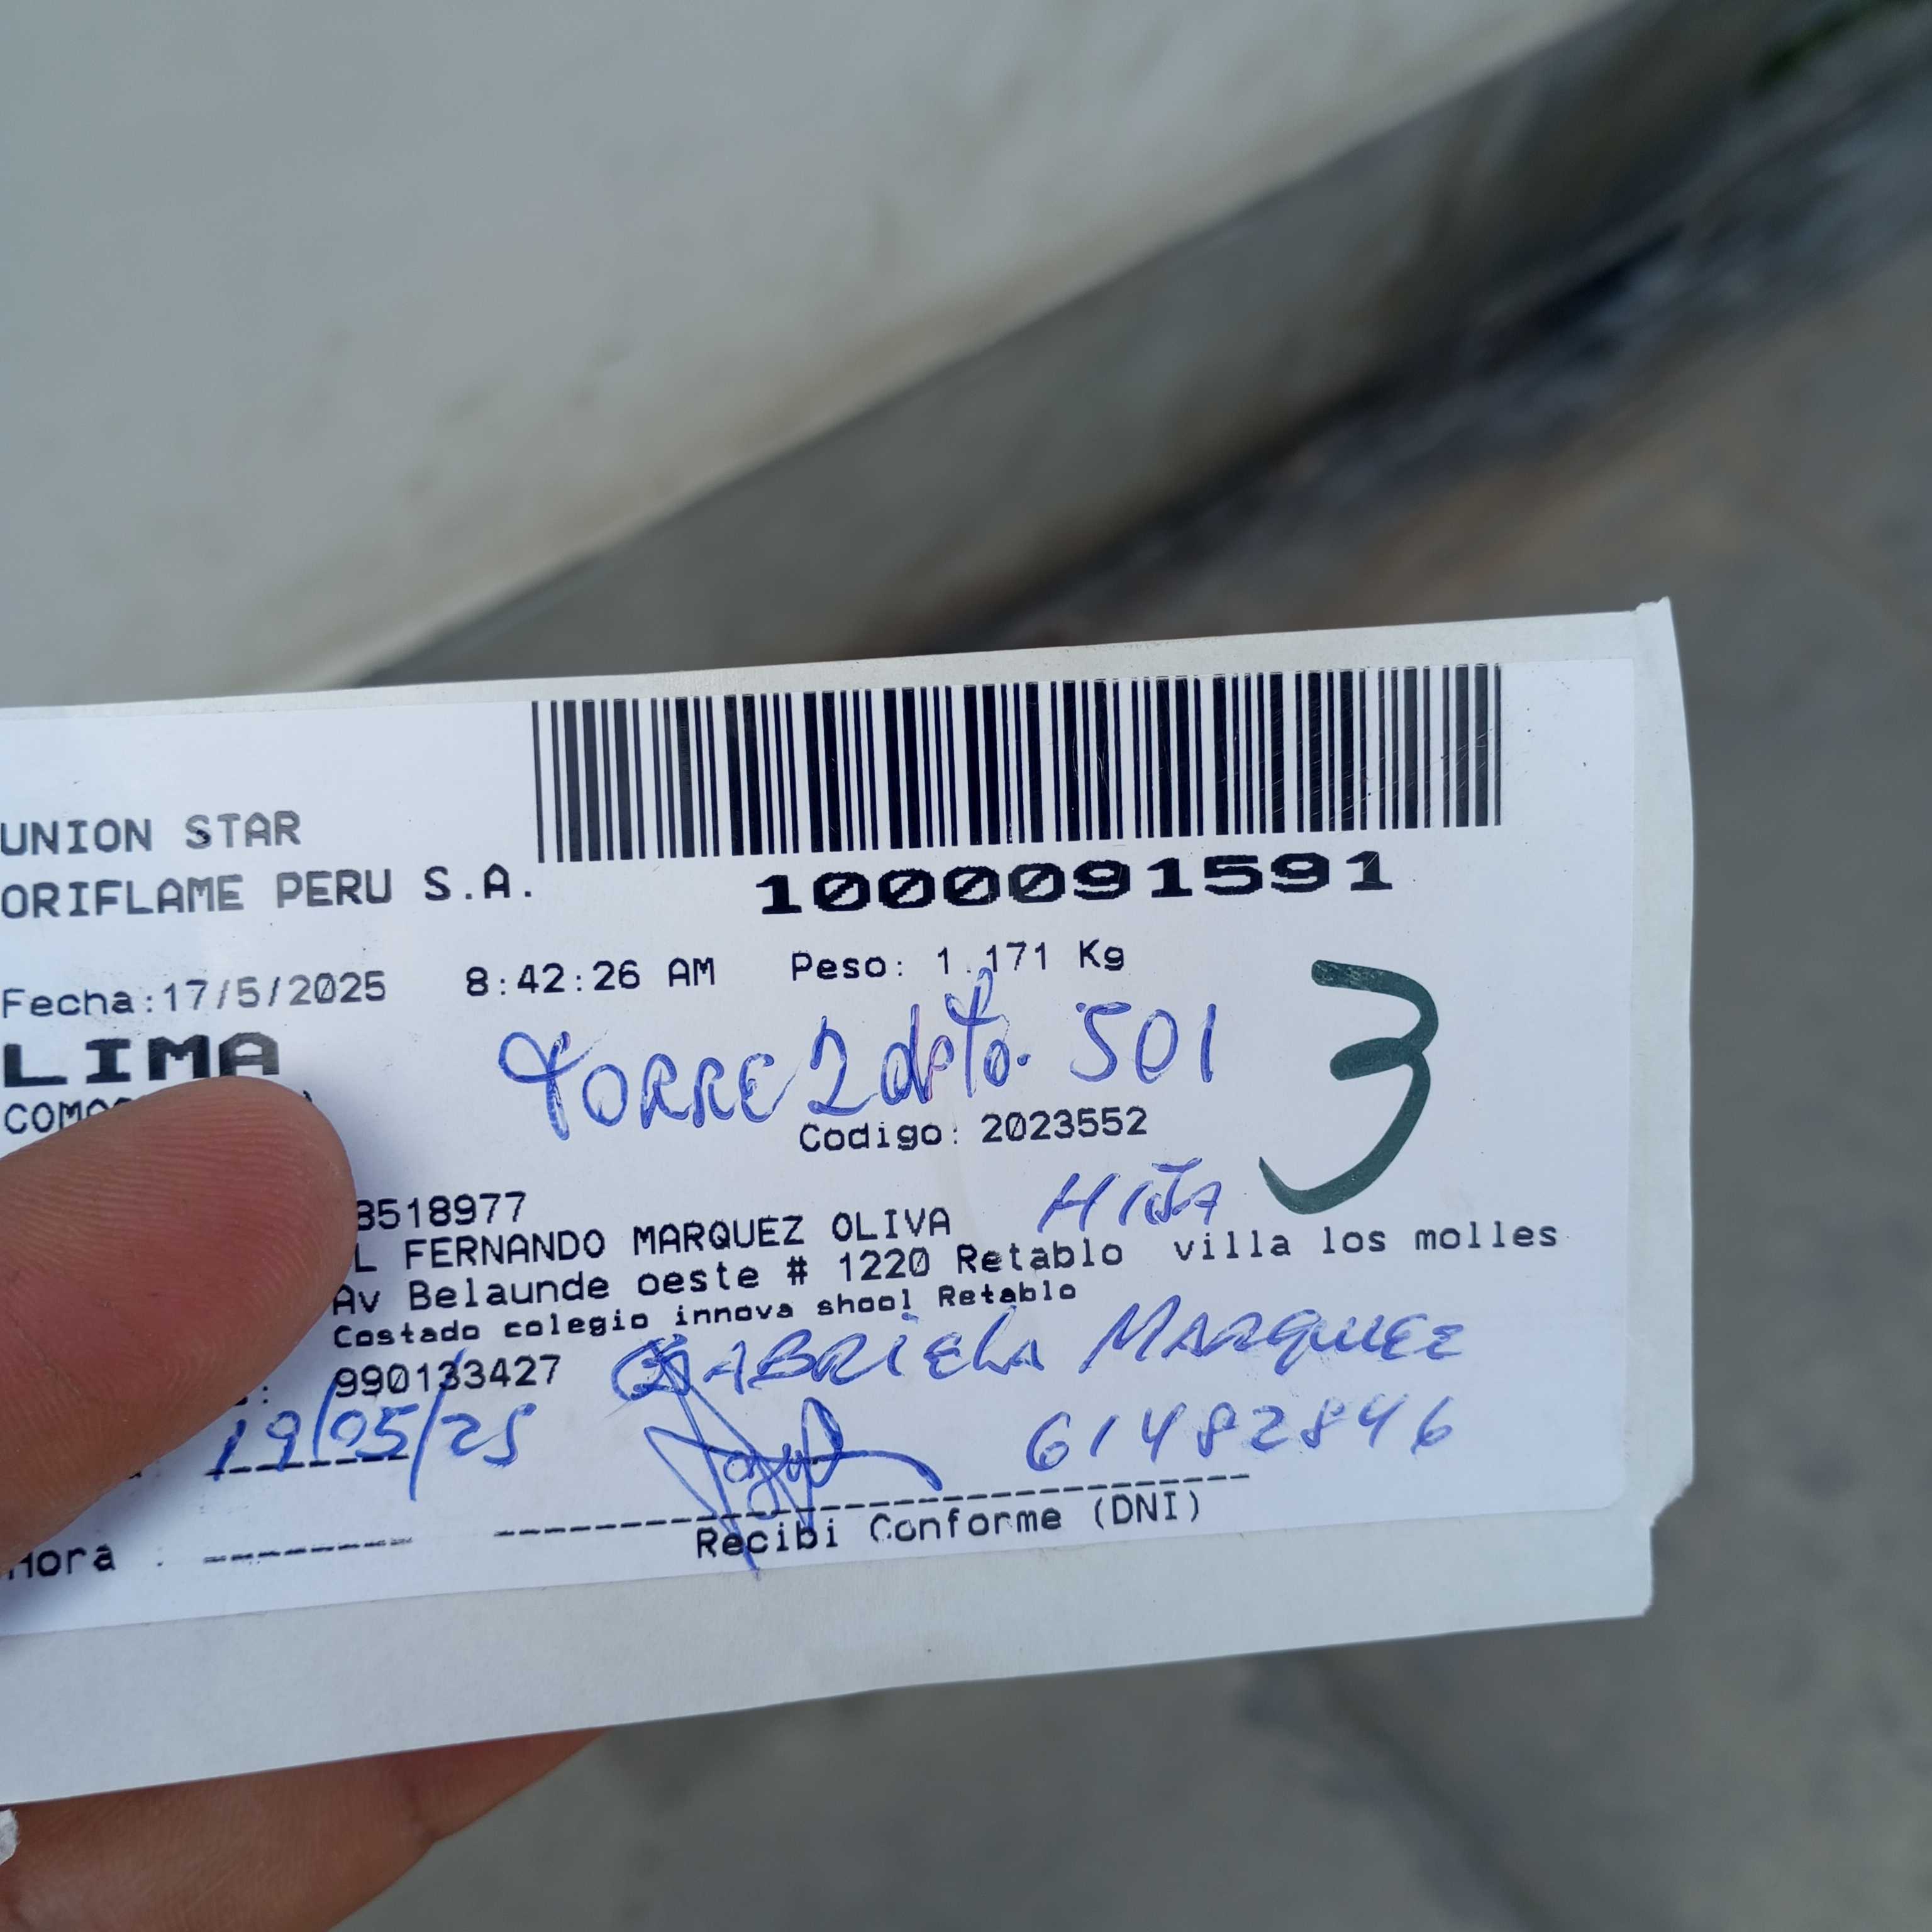 UNION STAR
ORIFLAME PERU S.A.
1000091591
Fecha:17/5/2025 8:42:26 AM Peso: 1.171 Kg
LIMA
TORRE 2 dpto. 501
3
Codigo: 2023552
8518977
HIJA
L FERNANDO MARQUEZ OLIVA
Av Belaunde oeste # 1220 Retablo villa los molles
Costado colegio innova shool Retablo
990133427
GABRIELA MARQUEZ
19/05/25
61482846
Hora : --------
Recibi Conforme (DNI)